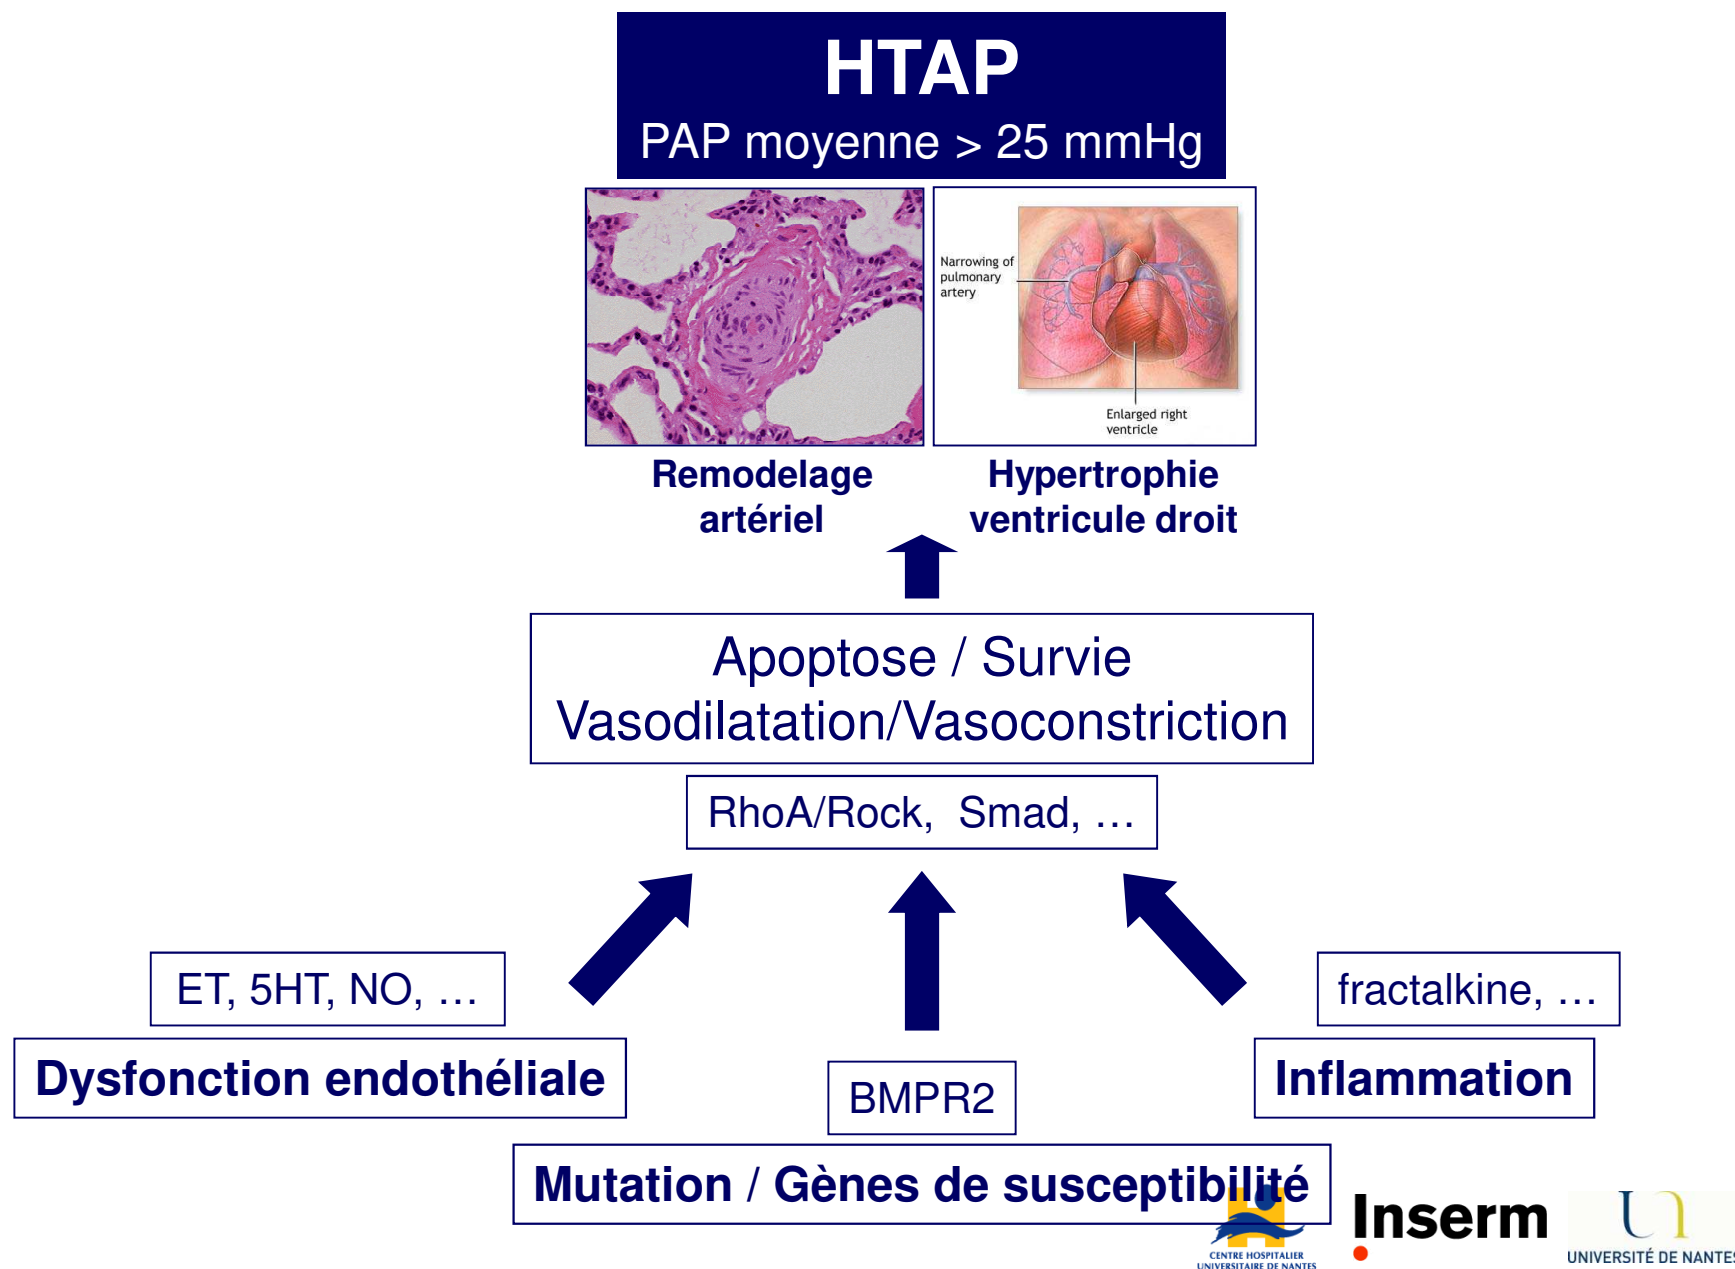 HTAP
PAP moyenne > 25 mmHg
Narrowing of
pulmonary
artery
Enlarged right
ventricle
Remodelage
artériel
Hypertrophie
ventricule droit
Apoptose / Survie
Vasodilatation/Vasoconstriction
RhoA/Rock, Smad, …
ET, 5HT, NO, …
Dysfonction endothéliale
BMPR2
Mutation / Gènes de susceptibilité
fractalkine, …
Inflammation
CENTRE HOSPITALIER
UNIVERSITAIRE DE NANTES
Inserm
UNIVERSITÉ DE NANTES